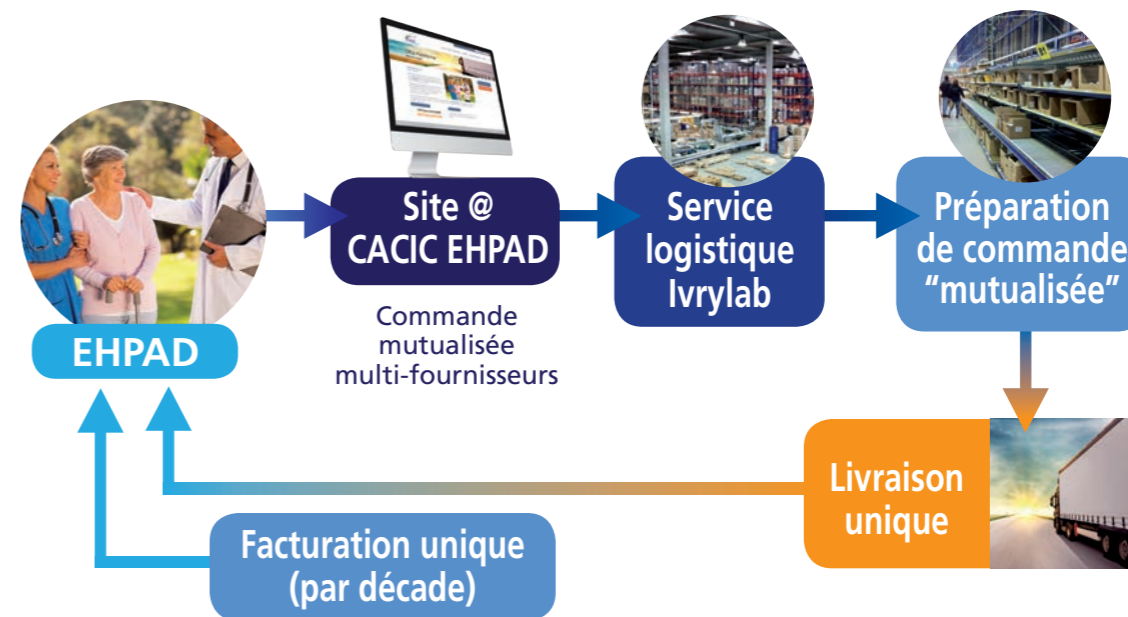 EHPAD
Site @
CACIC EHPAD
Commande
mutualisée
multi-fournisseurs
Service
logistique
Ivrylab
Préparation
de commande
“mutualisée”
Livraison
unique
Facturation unique
(par décade)